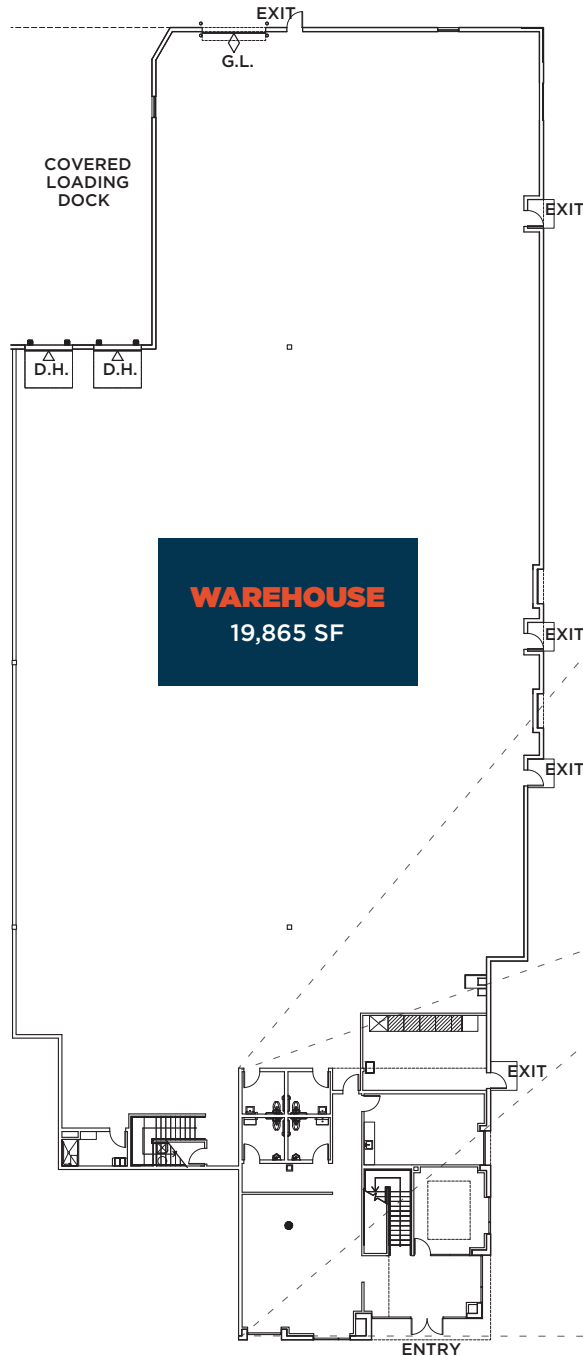 EXIT
G.L.
COVERED
LOADING
DOCK
EXIT
D.H.
D.H.
WAREHOUSE
19,865 SF
EXIT
EXIT
EXIT
ENTRY